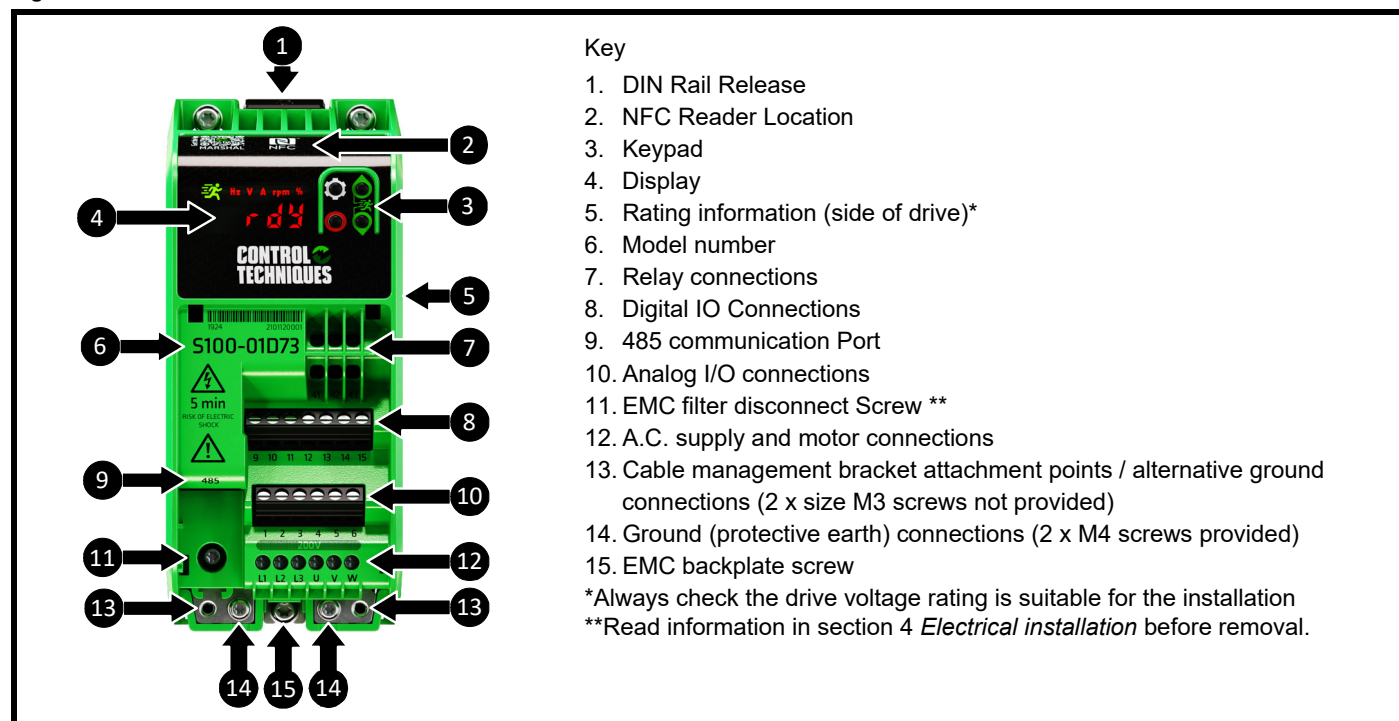 1
Key
1. DIN Rail Release
2. NFC Reader Location
3. Keypad
4. Display
5. Rating information (side of drive)*
6. Model number
7. Relay connections
8. Digital IO Connections
9. 485 communication Port
10. Analog I/O connections
11. EMC filter disconnect Screw **
12. A.C. supply and motor connections
13. Cable management bracket attachment points / alternative ground
connections (2 x size M3 screws not provided)
14. Ground (protective earth) connections (2 x M4 screws provided)
15. EMC backplate screw
*Always check the drive voltage rating is suitable for the installation
**Read information in section 4 Electrical installation before removal.
MARSHAL NFC
2
Hz V A rpm %
4
rdY
3
CONTROL
TECHNIQUES
5
1924 2101120001
6
S100-01D73
7
5 min
RISK OF ELECTRIC
SHOCK
8
9 10 11 12 13 14 15
9
485
10
1 2 3 4 5 6
200V
11
12
L1 L2 L3 U V W
13
13
14
15
14